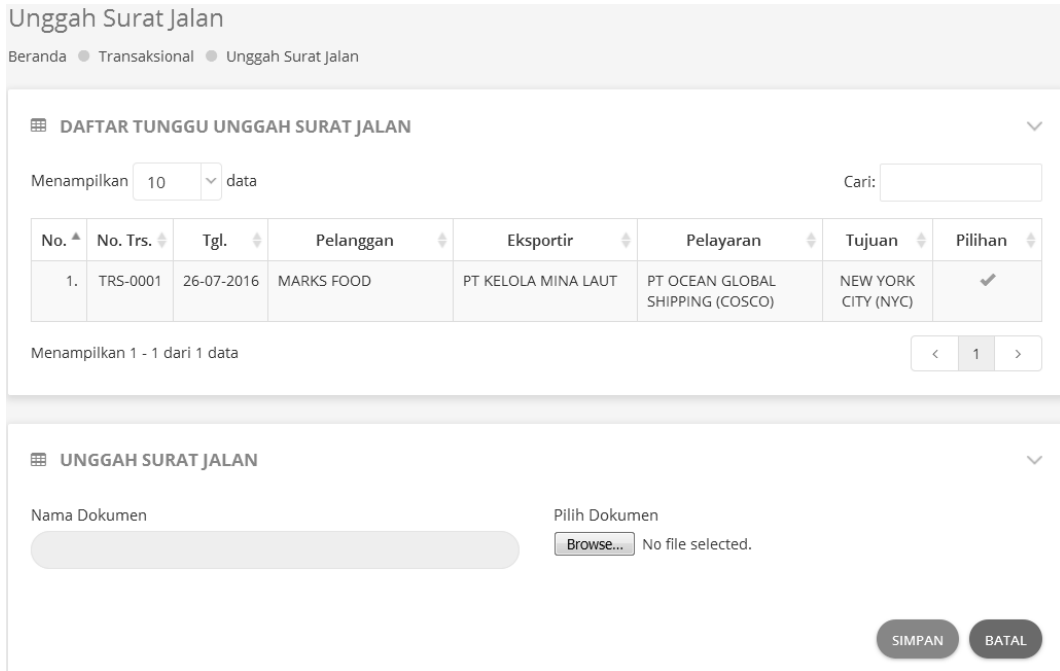 Unggah Surat Jalan
Beranda Transaksional Unggah Surat Jalan
DAFTAR TUNGGU UNGGAH SURAT JALAN
Menampilkan 10 data Cari:
No. No. Trs. Tgl. Pelanggan Eksportir Pelayaran Tujuan Pilihan
1. TRS-0001 26-07-2016 MARKS FOOD PT KELOLA MINA LAUT PT OCEAN GLOBAL NEW YORK
SHIPPING (COSCO) CITY (NYC)
Menampilkan 1 - 1 dari 1 data < 1 >
UNGGAH SURAT JALAN
Nama Dokumen Pilih Dokumen
Browse... No file selected.
SIMPAN BATAL